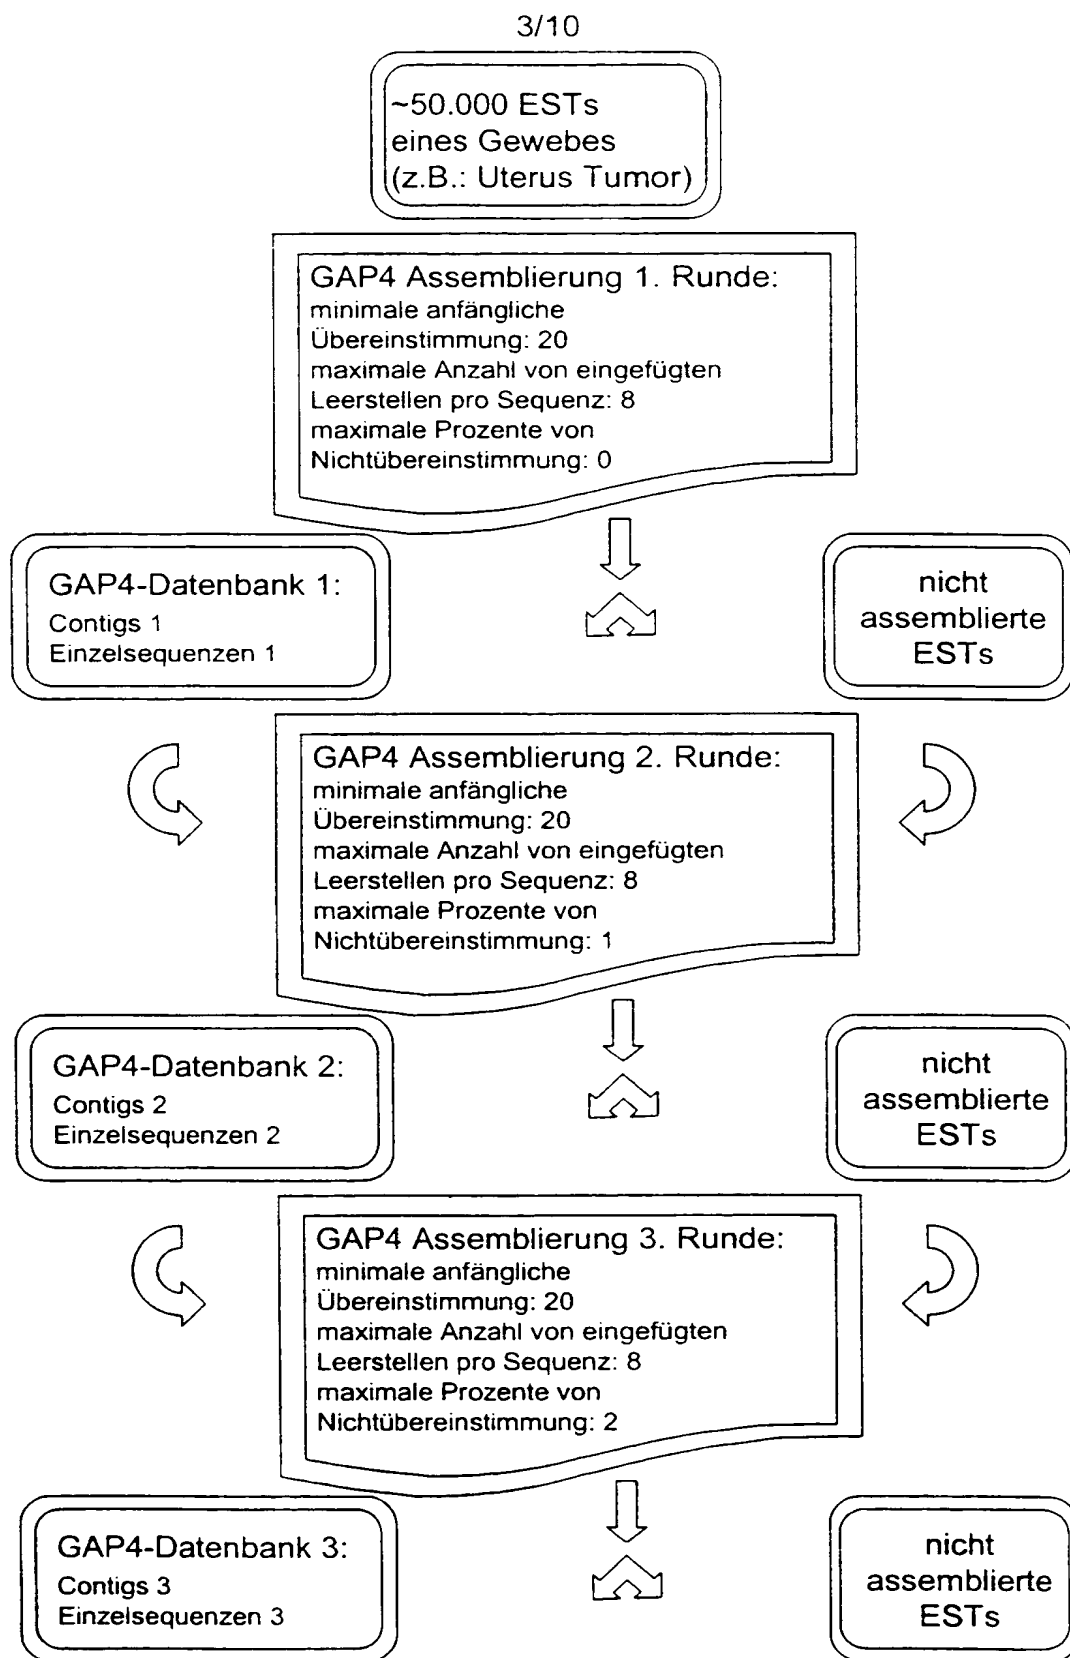 3/10
~50.000 ESTs
eines Gewebes
(z.B.: Uterus Tumor)
GAP4 Assemblierung 1. Runde:
minimale anfängliche
Übereinstimmung: 20
maximale Anzahl von eingefügten
Leerstellen pro Sequenz: 8
maximale Prozente von
Nichtübereinstimmung: 0
GAP4-Datenbank 1:
Contigs 1
Einzelsequenzen 1
nicht
assemblierte
ESTs
GAP4 Assemblierung 2. Runde:
minimale anfängliche
Übereinstimmung: 20
maximale Anzahl von eingefügten
Leerstellen pro Sequenz: 8
maximale Prozente von
Nichtübereinstimmung: 1
GAP4-Datenbank 2:
Contigs 2
Einzelsequenzen 2
nicht
assemblierte
ESTs
GAP4 Assemblierung 3. Runde:
minimale anfängliche
Übereinstimmung: 20
maximale Anzahl von eingefügten
Leerstellen pro Sequenz: 8
maximale Prozente von
Nichtübereinstimmung: 2
GAP4-Datenbank 3:
Contigs 3
Einzelsequenzen 3
nicht
assemblierte
ESTs